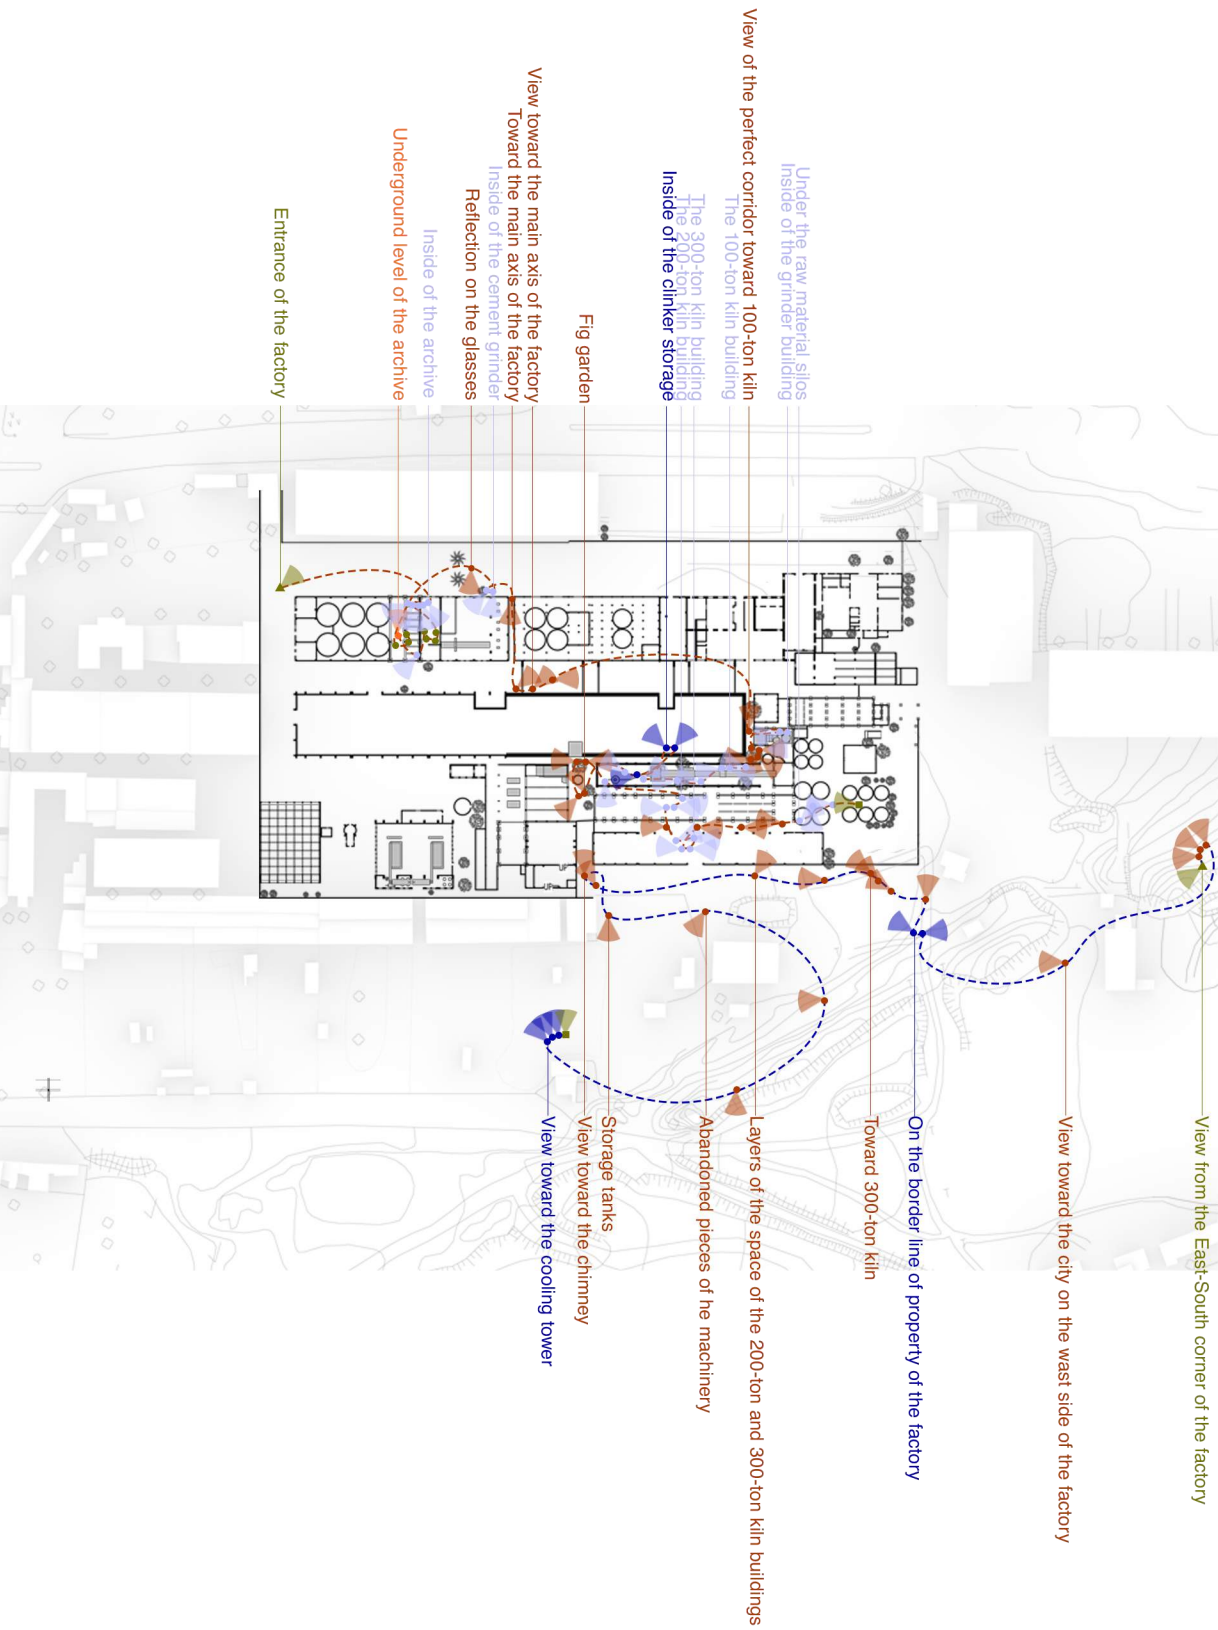 Entrance of the factory
Underground level of the archive
Inside of the archive
Reflection on the glasses
Inside of the cement grinder
Toward the main axis of the factory
View toward the main axis of the factory
Fig garden
Inside of the clinker storage
The 200-ton kiln building
The 300-ton kiln building
The 100-ton kiln building
View of the perfect corridor toward 100-ton kiln
Inside of the grinder building
Under the raw material silos
UP
UP
View toward the cooling tower
View toward the chimney
Storage tanks
Abandoned pieces of he machinery
Layers of the space of the 200-ton and 300-ton kiln buildings
Toward 300-ton kiln
On the border line of property of the factory
View toward the city on the wast side of the factory
View from the East-South corner of the factory